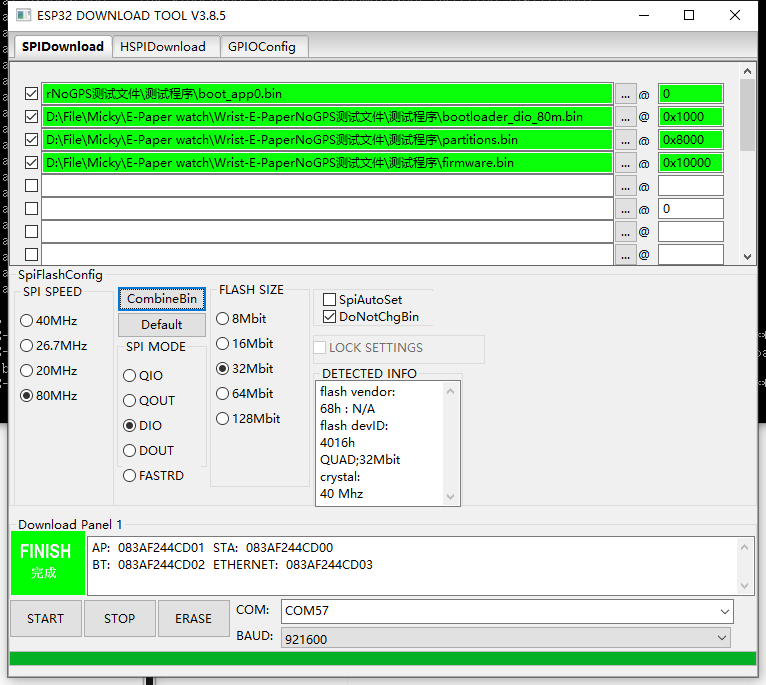 ESP32 DOWNLOAD TOOL V3.8.5
SPIDownload HSPIDownload GPIOConfig
rNoGPS测试文件\测试程序\boot_app0.bin ... @ 0
D:\File\Micky\E-Paper watch\Wrist-E-PaperNoGPS测试文件\测试程序\bootloader_dio_80m.bin ... @ 0x1000
D:\File\Micky\E-Paper watch\Wrist-E-PaperNoGPS测试文件\测试程序\partitions.bin ... @ 0x8000
D:\File\Micky\E-Paper watch\Wrist-E-PaperNoGPS测试文件\测试程序\firmware.bin ... @ 0x10000
... @
... @ 0
... @
... @
SpiFlashConfig
SPI SPEED
40MHz
26.7MHz
20MHz
80MHz
CombineBin
Default
SPI MODE
QIO
QOUT
DIO
DOUT
FASTRD
FLASH SIZE
8Mbit
16Mbit
32Mbit
64Mbit
128Mbit
SpiAutoSet
DoNotChgBin
LOCK SETTINGS
DETECTED INFO
flash vendor:
68h : N/A
flash devID:
4016h
QUAD;32Mbit
crystal:
40 Mhz
Download Panel 1
FINISH
完成
AP: 083AF244CD01 STA: 083AF244CD00
BT: 083AF244CD02 ETHERNET: 083AF244CD03
START STOP ERASE
COM: COM57
BAUD: 921600